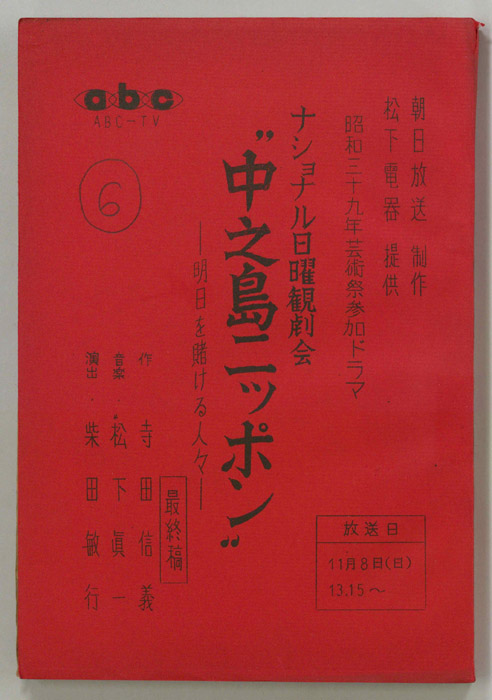 朝日放送 制作
松下電器 提供
昭和三十九年芸術祭参加ドラマ
ナショナル日曜観劇会
“中之島ニッポン”
―明日を賭ける人々―
abc
ABC-TV
6
最終稿
作 寺田信義
音楽・松下眞一
演出・柴田敏行
放送日
11月8日(日)
13.15〜